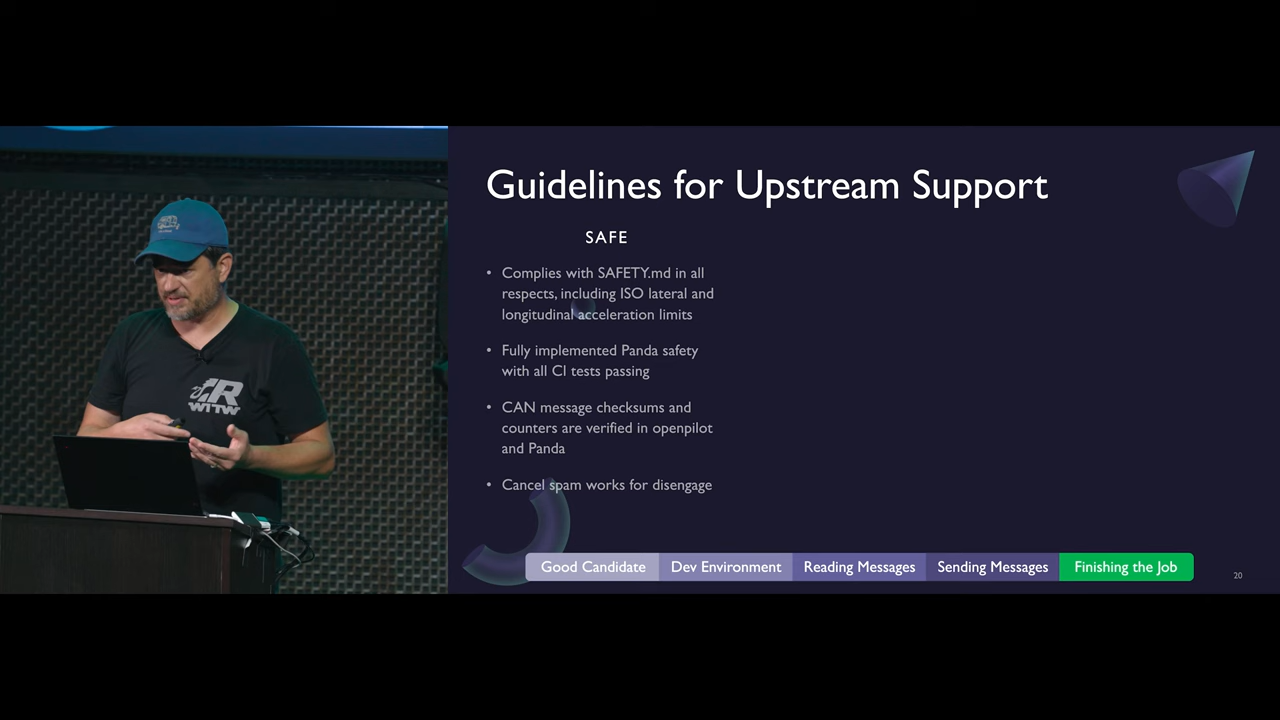 Guidelines for Upstream Support
SAFE
• Complies with SAFETY.md in all
respects, including ISO lateral and
longitudinal acceleration limits
• Fully implemented Panda safety
with all CI tests passing
• CAN message checksums and
counters are verified in openpilot
and Panda
• Cancel spam works for disengage
Good Candidate
Dev Environment
Reading Messages
Sending Messages
Finishing the Job
20